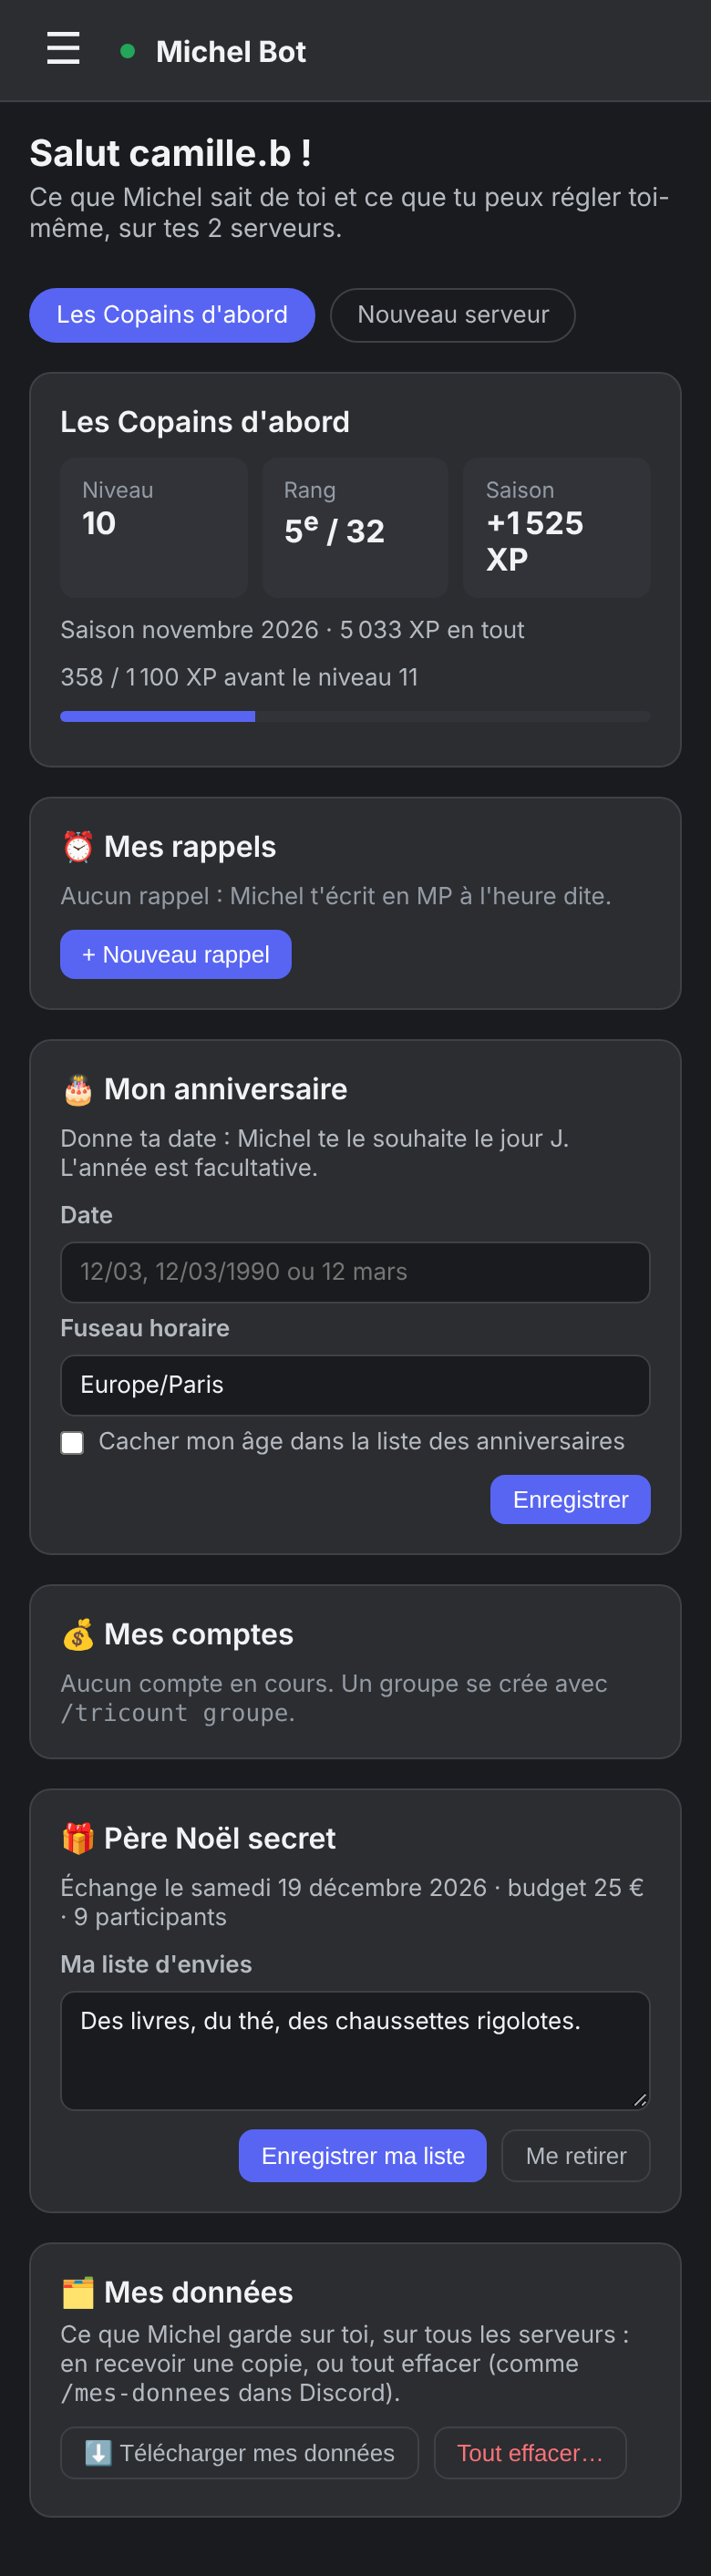 ☰ Michel Bot
Salut camille.b !
Ce que Michel sait de toi et ce que tu peux régler toi-
même, sur tes 2 serveurs.
Les Copains d'abord Nouveau serveur
Les Copains d'abord
Niveau Rang Saison
10 5e / 32 +1 525
XP
Saison novembre 2026 · 5 033 XP en tout
358 / 1 100 XP avant le niveau 11
⏰ Mes rappels
Aucun rappel : Michel t'écrit en MP à l'heure dite.
+ Nouveau rappel
🎂 Mon anniversaire
Donne ta date : Michel te le souhaite le jour J.
L'année est facultative.
Date
12/03, 12/03/1990 ou 12 mars
Fuseau horaire
Europe/Paris
Cacher mon âge dans la liste des anniversaires
Enregistrer
💰 Mes comptes
Aucun compte en cours. Un groupe se crée avec
/tricount groupe.
🎁 Père Noël secret
Échange le samedi 19 décembre 2026 · budget 25 €
· 9 participants
Ma liste d'envies
Des livres, du thé, des chaussettes rigolotes.
Enregistrer ma liste Me retirer
🗂️ Mes données
Ce que Michel garde sur toi, sur tous les serveurs :
en recevoir une copie, ou tout effacer (comme
/mes-donnees dans Discord).
⬇️ Télécharger mes données Tout effacer…